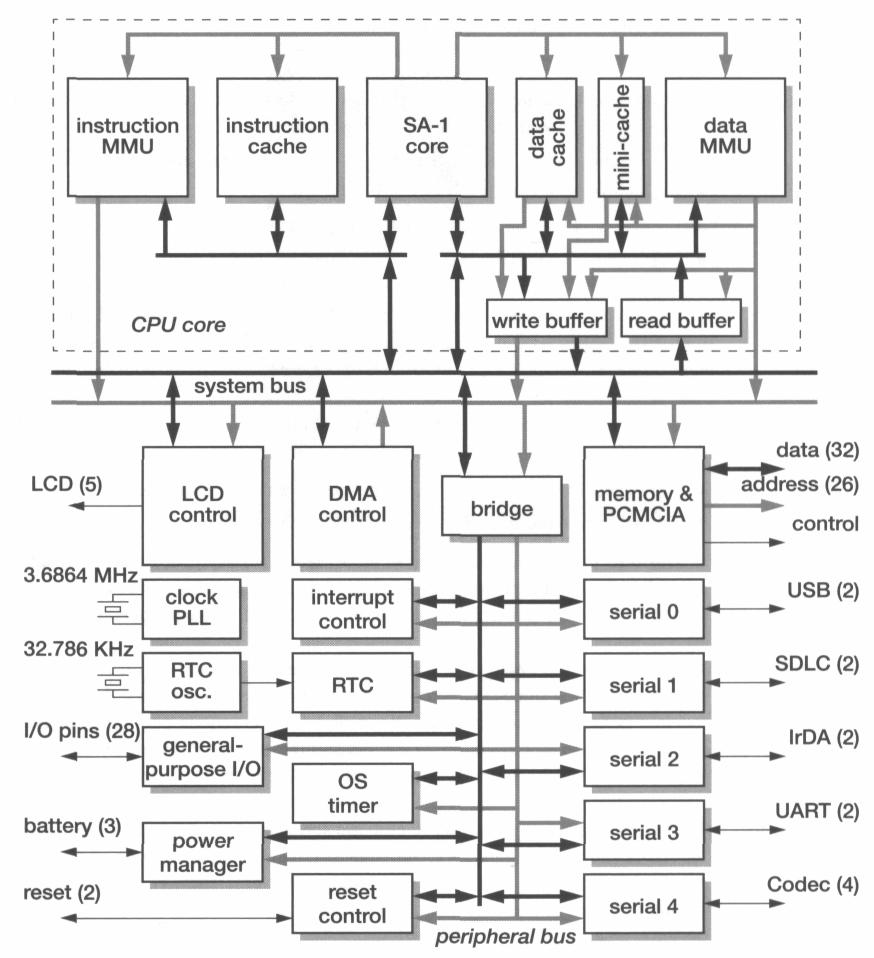 instruction
MMU
instruction
cache
SA-1
core
data
cache
mini-cache
data
MMU
CPU core
write buffer
read buffer
system bus
LCD (5)
LCD
control
DMA
control
bridge
memory &
PCMCIA
data (32)
address (26)
control
3.6864 MHz
clock
PLL
interrupt
control
serial 0
USB (2)
32.786 KHz
RTC
osc.
RTC
serial 1
SDLC (2)
I/O pins (28)
general-
purpose I/O
serial 2
IrDA (2)
OS
timer
battery (3)
power
manager
serial 3
UART (2)
reset (2)
reset
control
serial 4
Codec (4)
peripheral bus